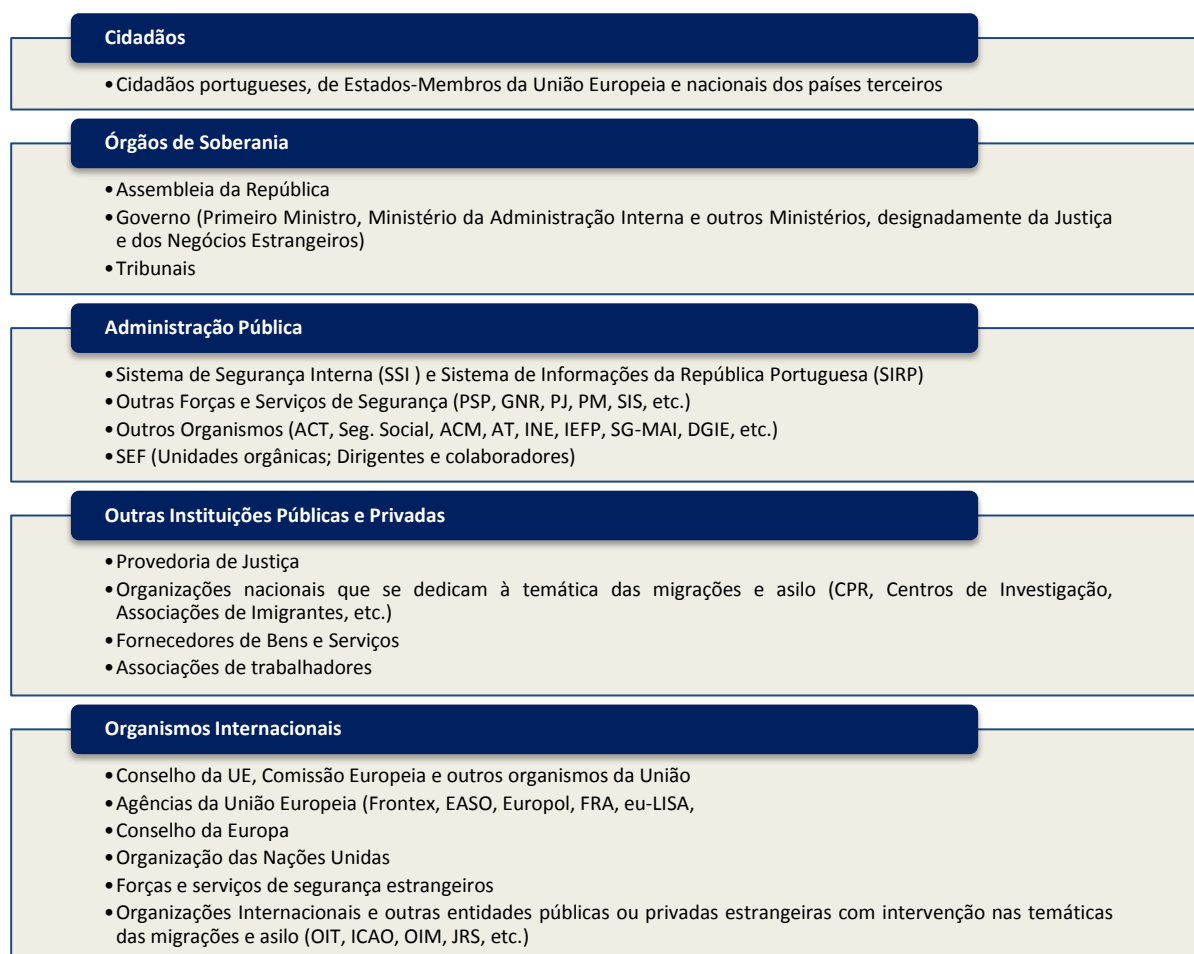 Cidadãos
•Cidadãos portugueses, de Estados-Membros da União Europeia e nacionais dos países terceiros
Órgãos de Soberania
•Assembleia da República
•Governo (Primeiro Ministro, Ministério da Administração Interna e outros Ministérios, designadamente da Justiça
e dos Negócios Estrangeiros)
•Tribunais
Administração Pública
•Sistema de Segurança Interna (SSI ) e Sistema de Informações da República Portuguesa (SIRP)
•Outras Forças e Serviços de Segurança (PSP, GNR, PJ, PM, SIS, etc.)
•Outros Organismos (ACT, Seg. Social, ACM, AT, INE, IEFP, SG-MAI, DGIE, etc.)
•SEF (Unidades orgânicas; Dirigentes e colaboradores)
Outras Instituições Públicas e Privadas
•Provedoria de Justiça
•Organizações nacionais que se dedicam à temática das migrações e asilo (CPR, Centros de Investigação,
Associações de Imigrantes, etc.)
•Fornecedores de Bens e Serviços
•Associações de trabalhadores
Organismos Internacionais
•Conselho da UE, Comissão Europeia e outros organismos da União
•Agências da União Europeia (Frontex, EASO, Europol, FRA, eu-LISA,
•Conselho da Europa
•Organização das Nações Unidas
•Forças e serviços de segurança estrangeiros
•Organizações Internacionais e outras entidades públicas ou privadas estrangeiras com intervenção nas temáticas
das migrações e asilo (OIT, ICAO, OIM, JRS, etc.)